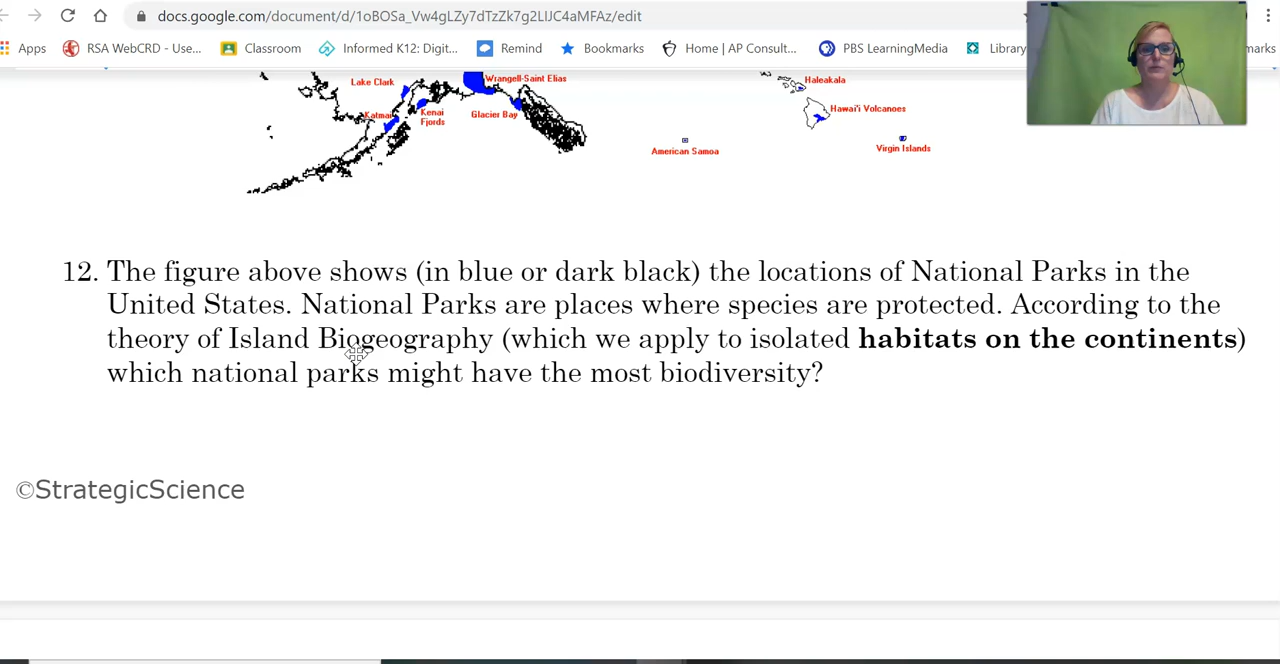 docs.google.com/document/d/1oBOSa_Vw4gLZy7dTzZk7g2LIJC4aMFAz/edit
Apps RSA WebCRD - Use... Classroom Informed K12: Digit... Remind Bookmarks Home | AP Consult... PBS LearningMedia Library marks
Lake Clark Wrangell-Saint Elias Haleakala
Katmai Kenai Fjords Glacier Bay Hawai'i Volcanoes
American Samoa Virgin Islands
12. The figure above shows (in blue or dark black) the locations of National Parks in the
United States. National Parks are places where species are protected. According to the
theory of Island Biogeography (which we apply to isolated habitats on the continents)
which national parks might have the most biodiversity?
©StrategicScience